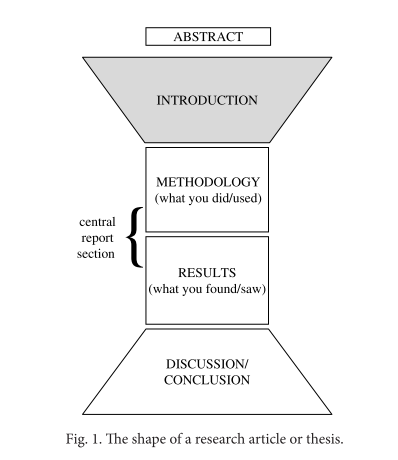 ABSTRACT
INTRODUCTION
METHODOLOGY
(what you did/used)
central
report
section
RESULTS
(what you found/saw)
DISCUSSION/
CONCLUSION
Fig. 1. The shape of a research article or thesis.